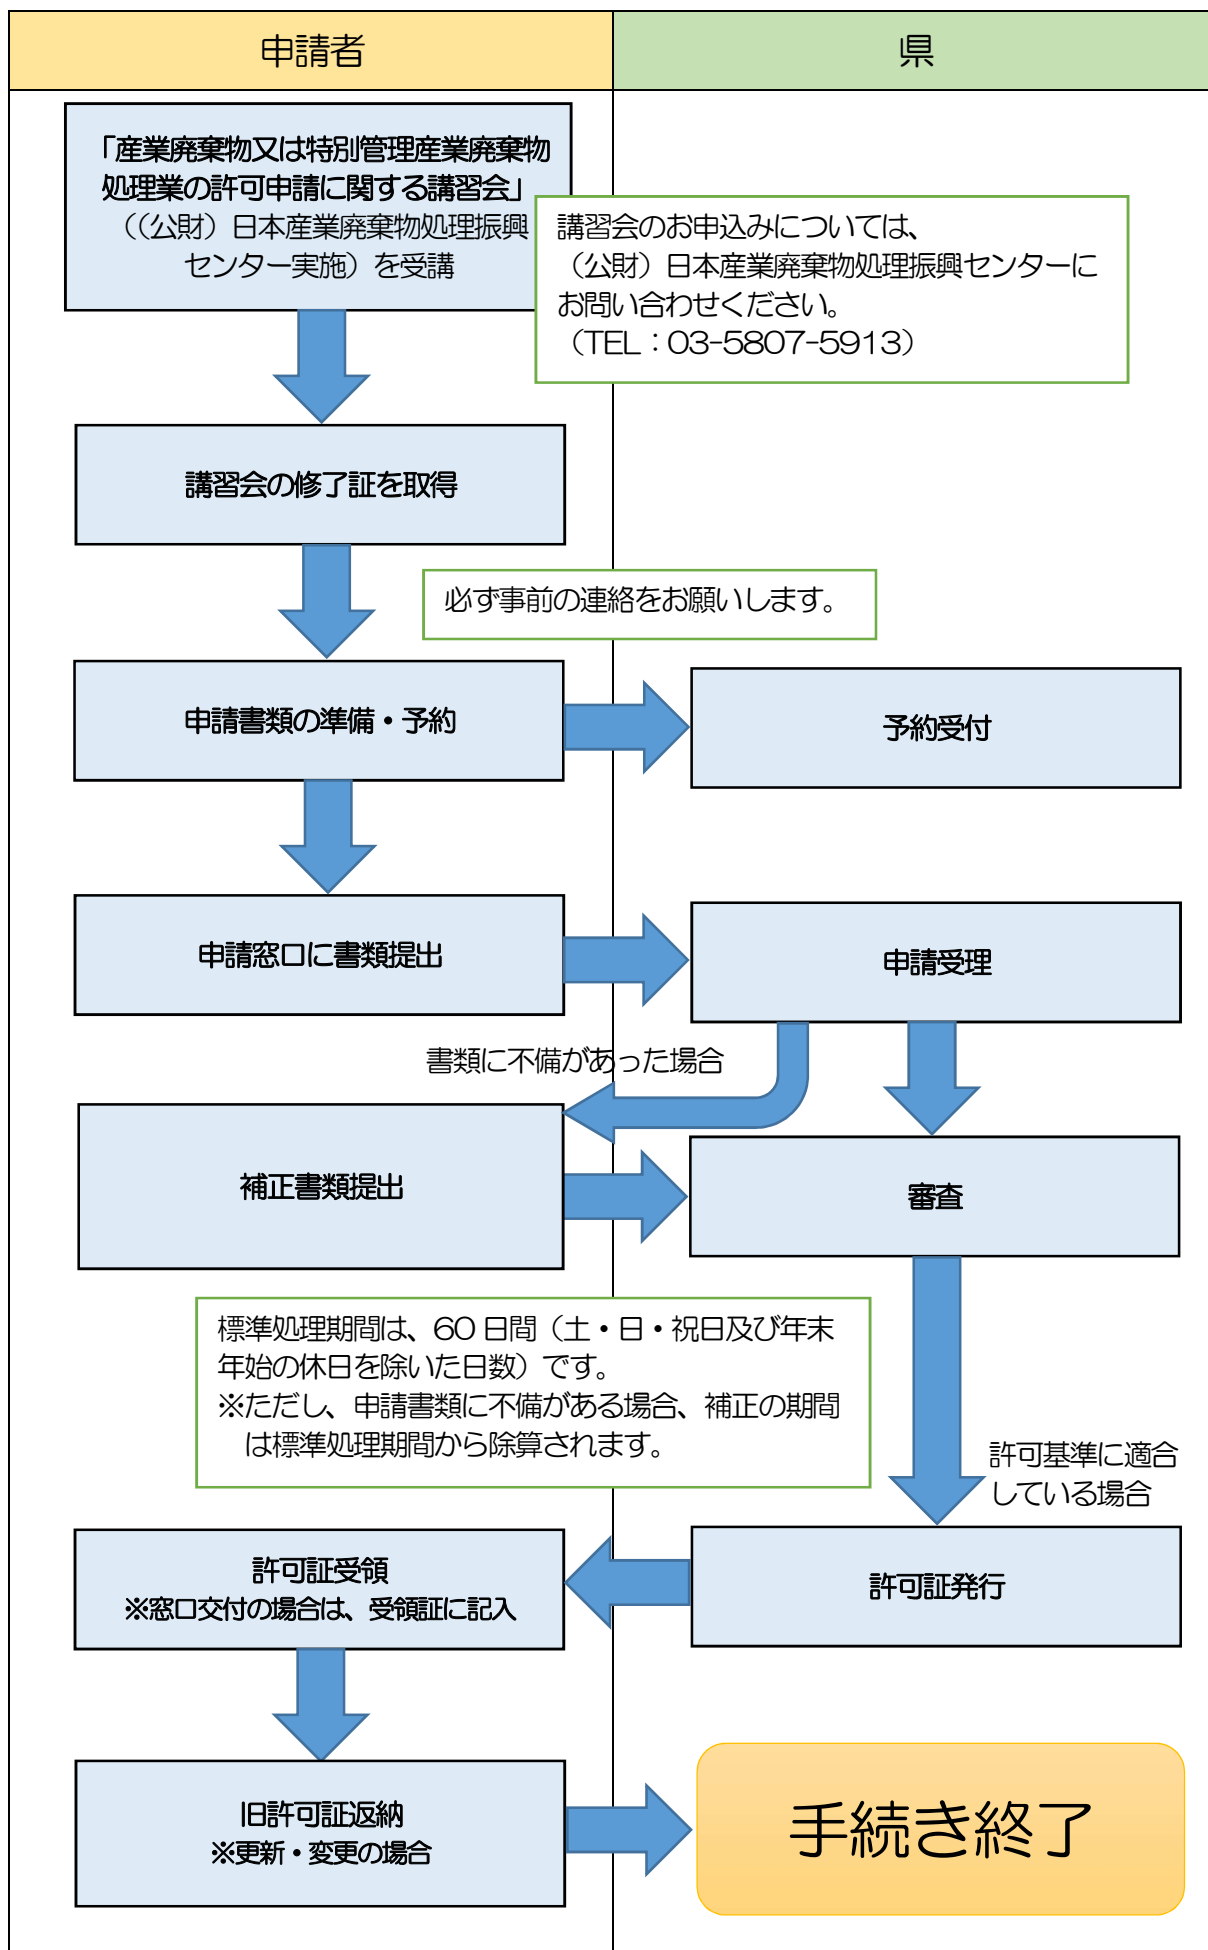 申請者
県
「産業廃棄物又は特別管理産業廃棄物
処理業の許可申請に関する講習会」
（(公財）日本産業廃棄物処理振興
センター実施）を受講
講習会のお申込みについては、
（公財）日本産業廃棄物処理振興センターに
お問い合わせください。
（TEL：03-5807-5913）
講習会の修了証を取得
必ず事前の連絡をお願いします。
申請書類の準備・予約
予約受付
申請窓口に書類提出
申請受理
書類に不備があった場合
補正書類提出
審査
標準処理期間は、60日間（土・日・祝日及び年末
年始の休日を除いた日数）です。
※ただし、申請書類に不備がある場合、補正の期間
は標準処理期間から除算されます。
許可基準に適合
している場合
許可証受領
※窓口交付の場合は、受領証に記入
許可証発行
旧許可証返納
※更新・変更の場合
手続き終了